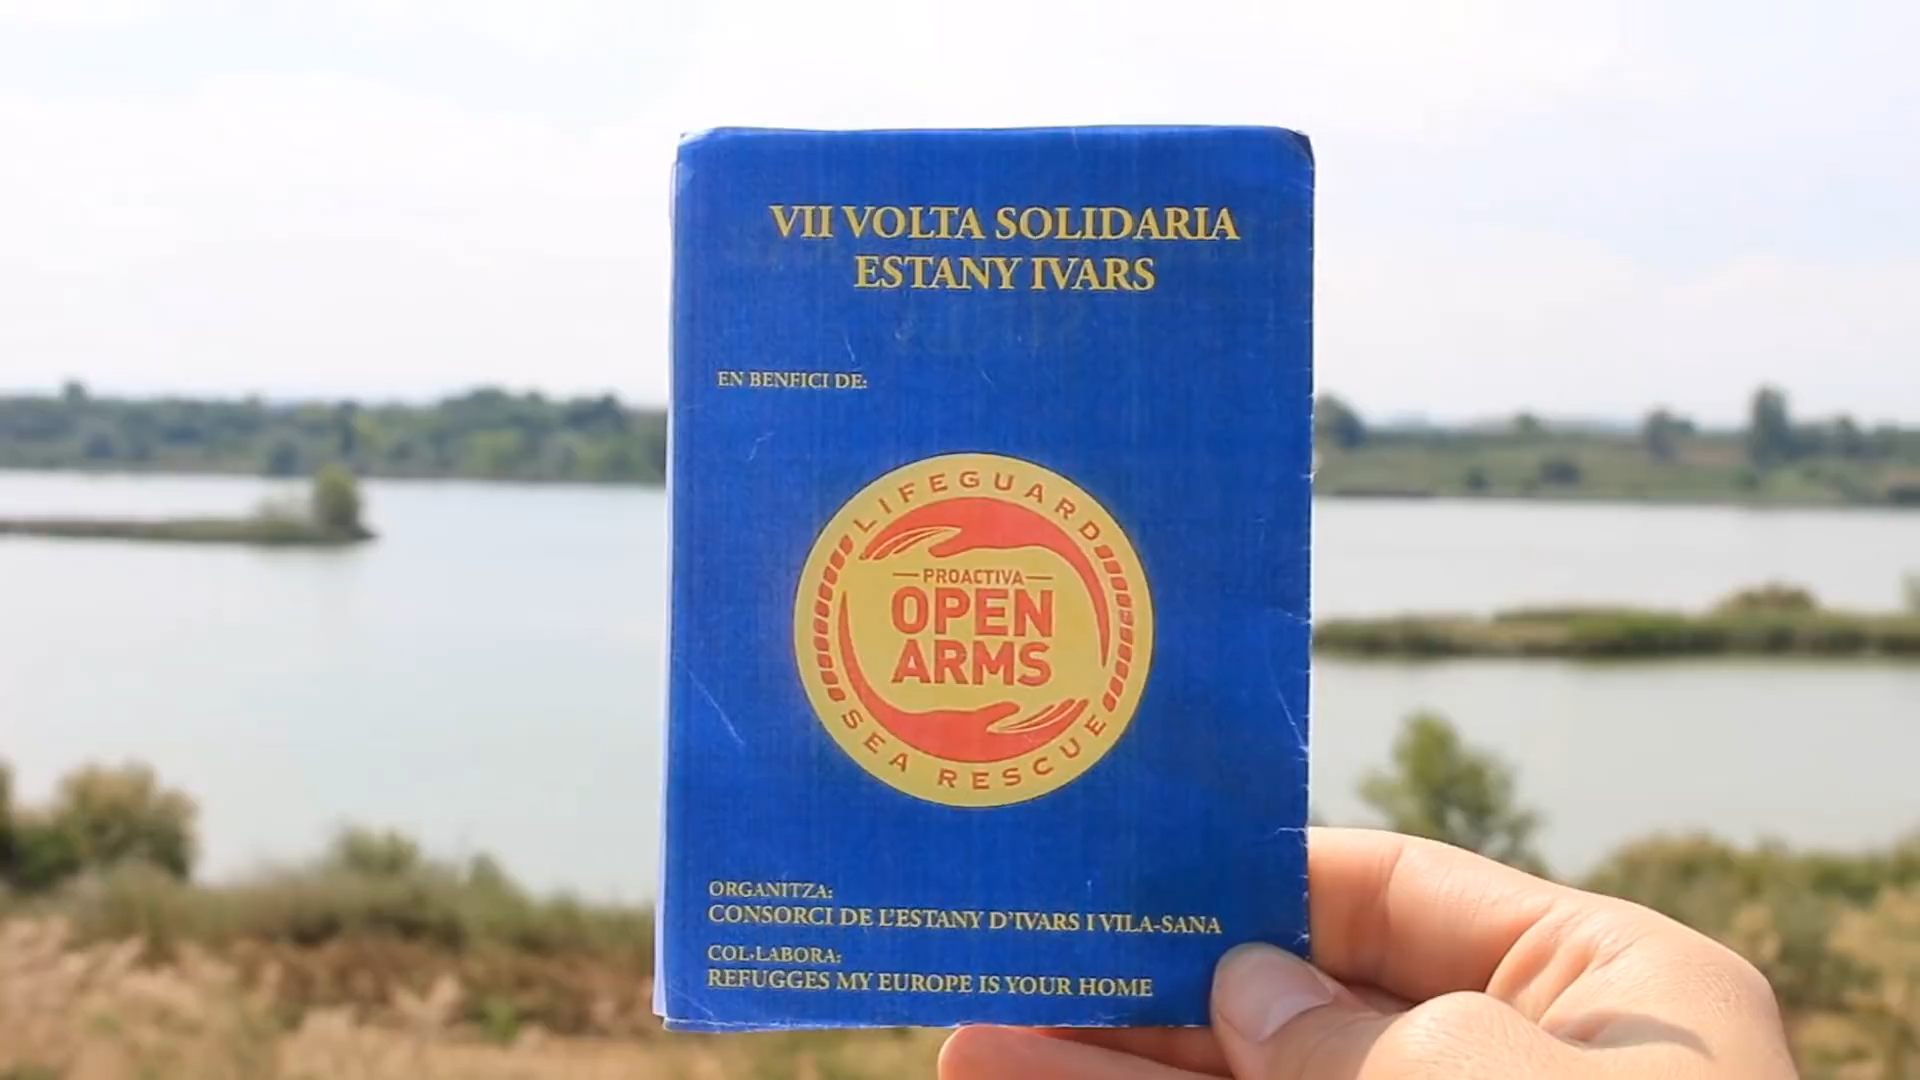 VII VOLTA SOLIDARIA
ESTANY IVARS
EN BENFICI DE:
LIFEGUARD
PROACTIVA
OPEN
ARMS
SEA RESCUE
ORGANITZA:
CONSORCI DE L'ESTANY D'IVARS I VILA-SANA
COL·LABORA:
REFUGGES MY EUROPE IS YOUR HOME